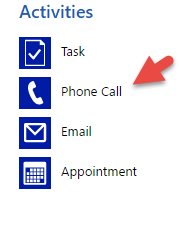 Activities
Task
Phone Call
Email
Appointment